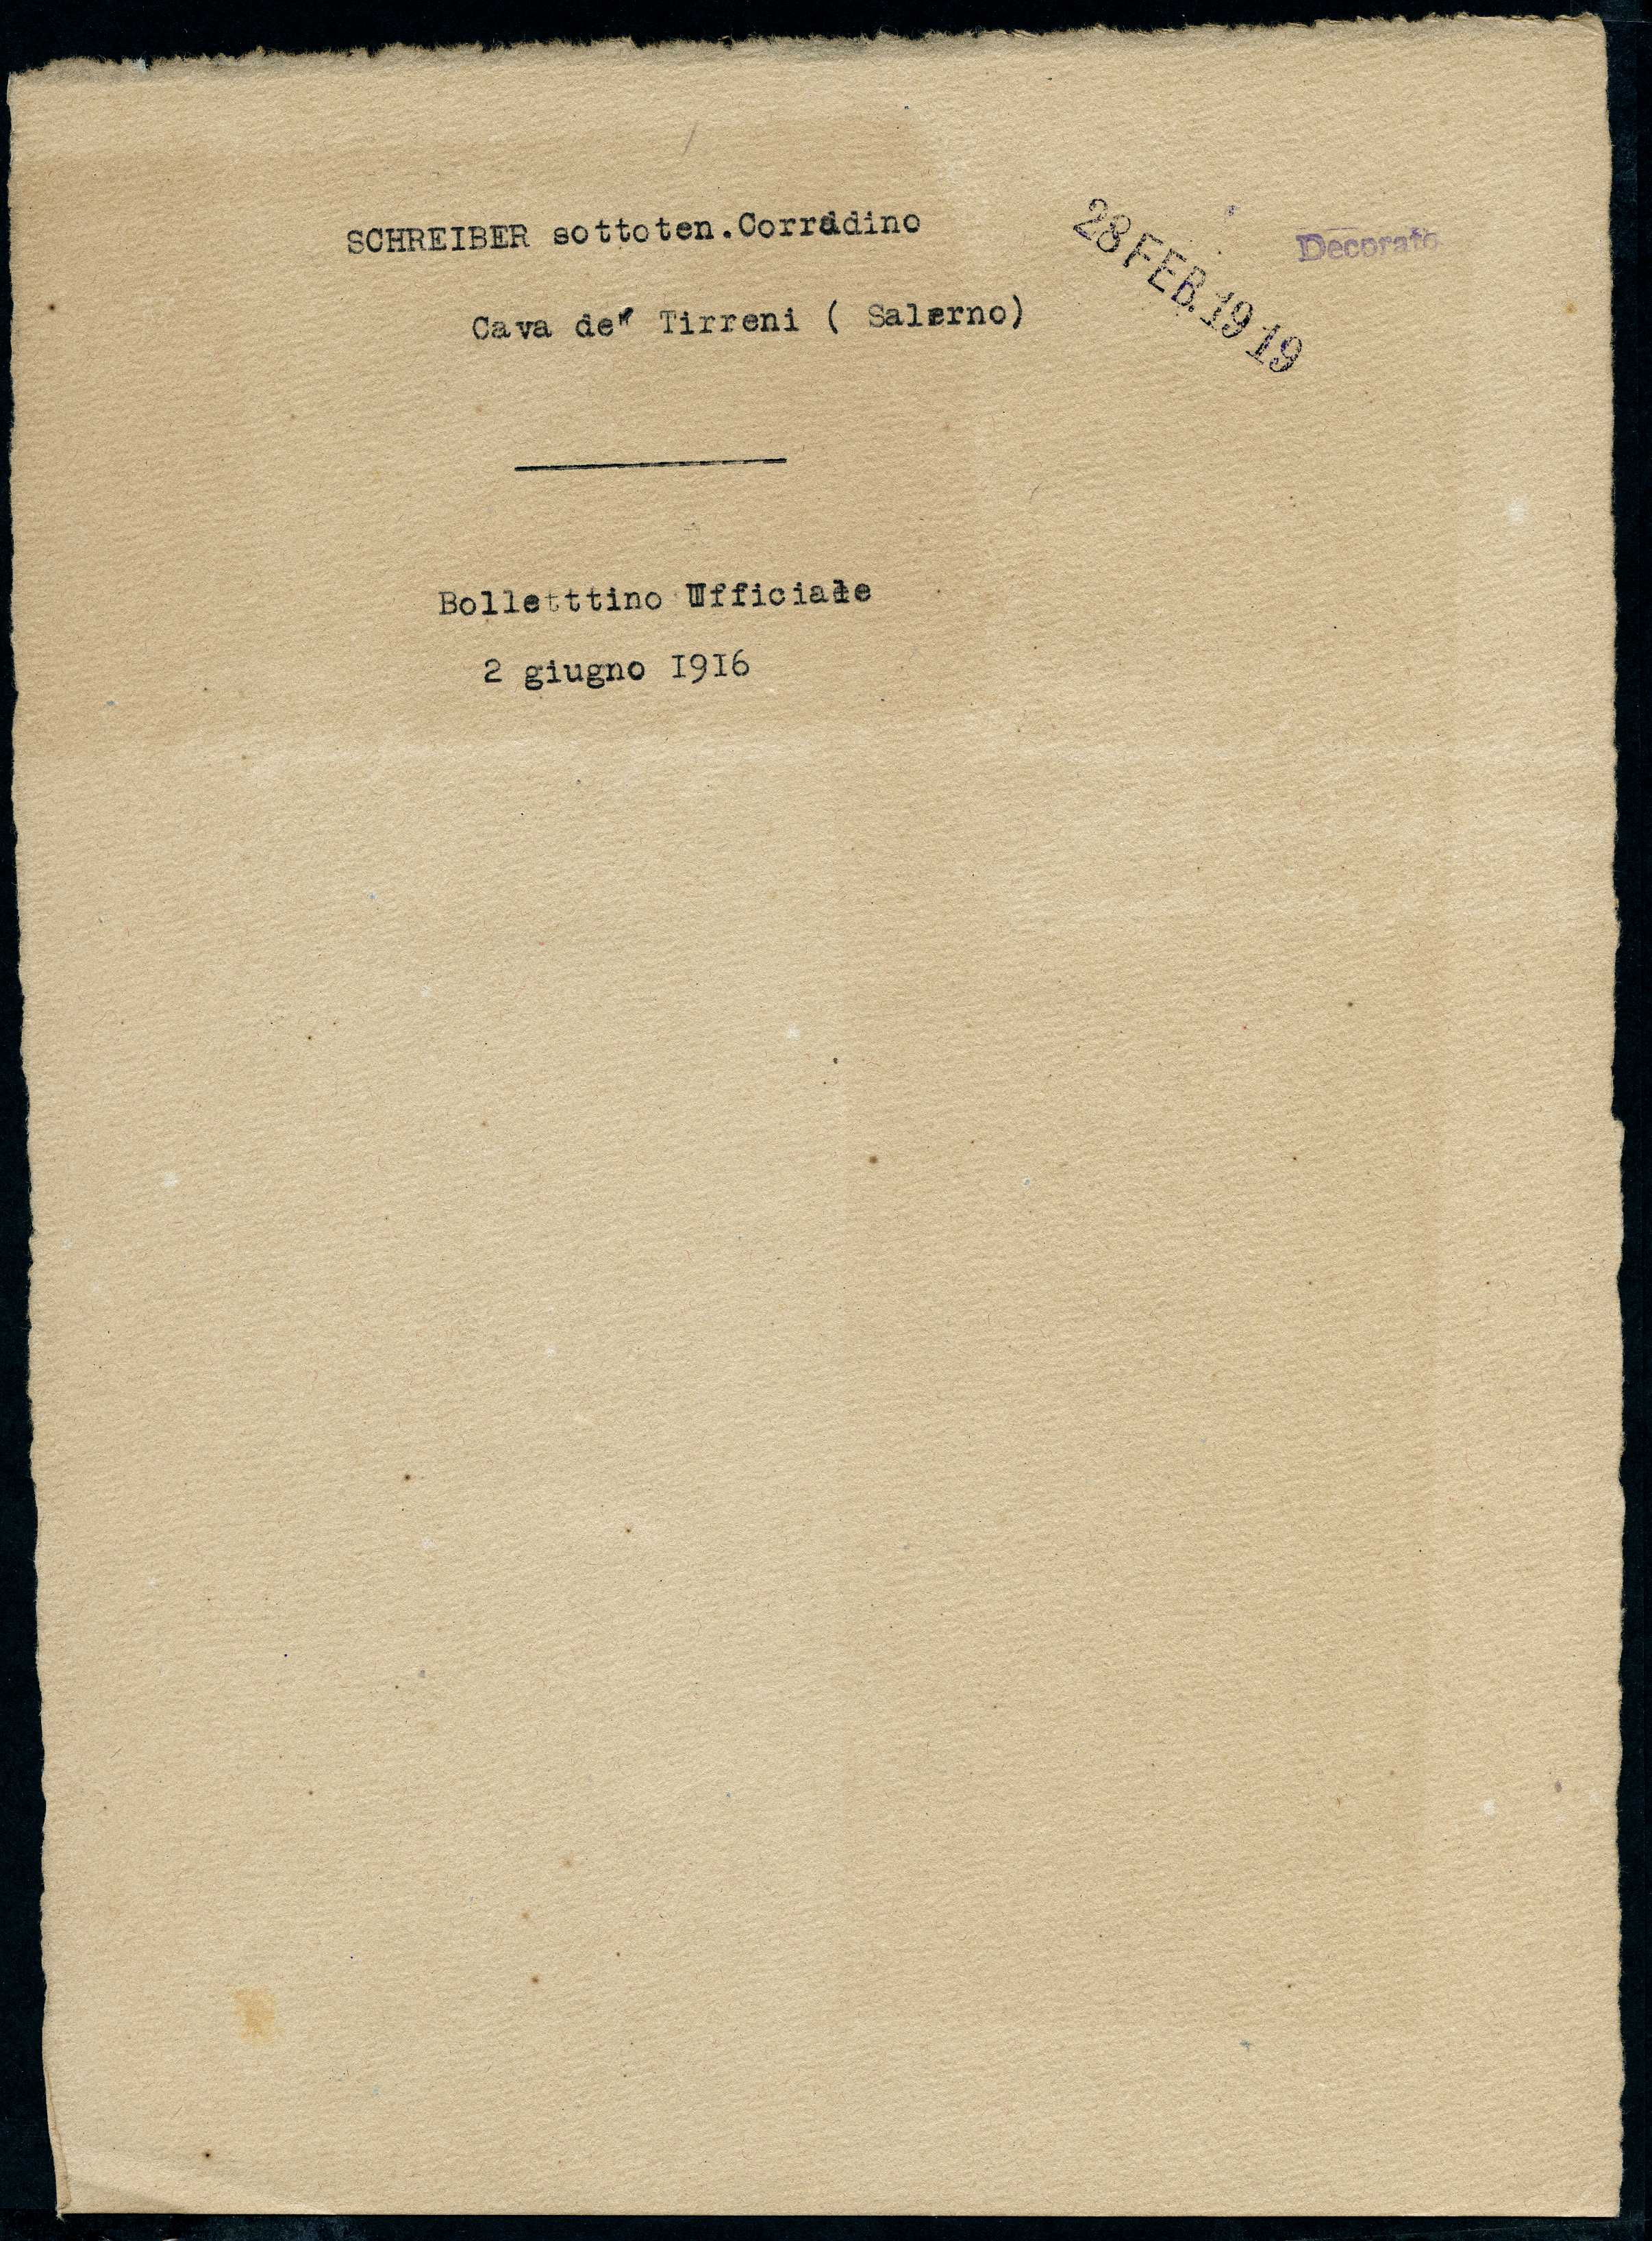 SCHREIBER sottoten.Corradino
28 FEB. 1919
Decorato
Cava de' Tirreni ( Salerno)
Bolletttino Ufficiale
2 giugno 1916